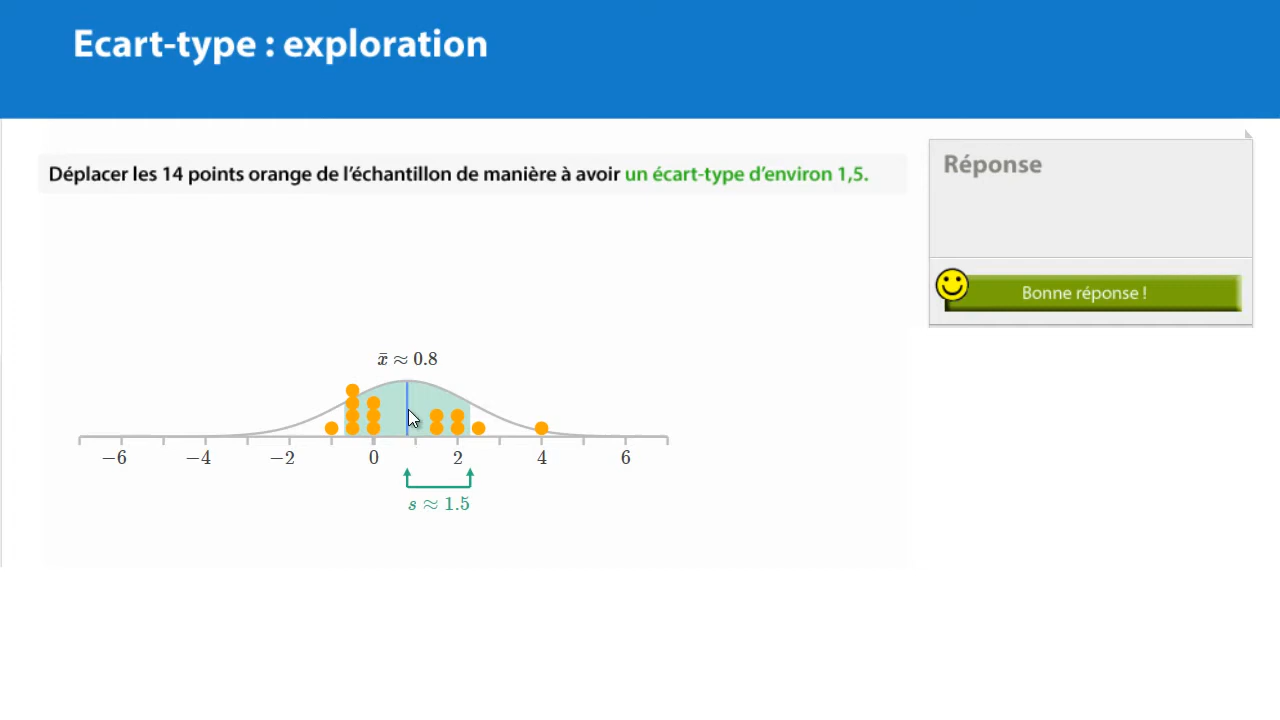 Ecart-type : exploration
Déplacer les 14 points orange de l’échantillon de manière à avoir un écart-type d’environ 1,5.
Réponse
Bonne réponse !
x̄ ≈ 0.8
−6 −4 −2 0 2 4 6
s ≈ 1.5